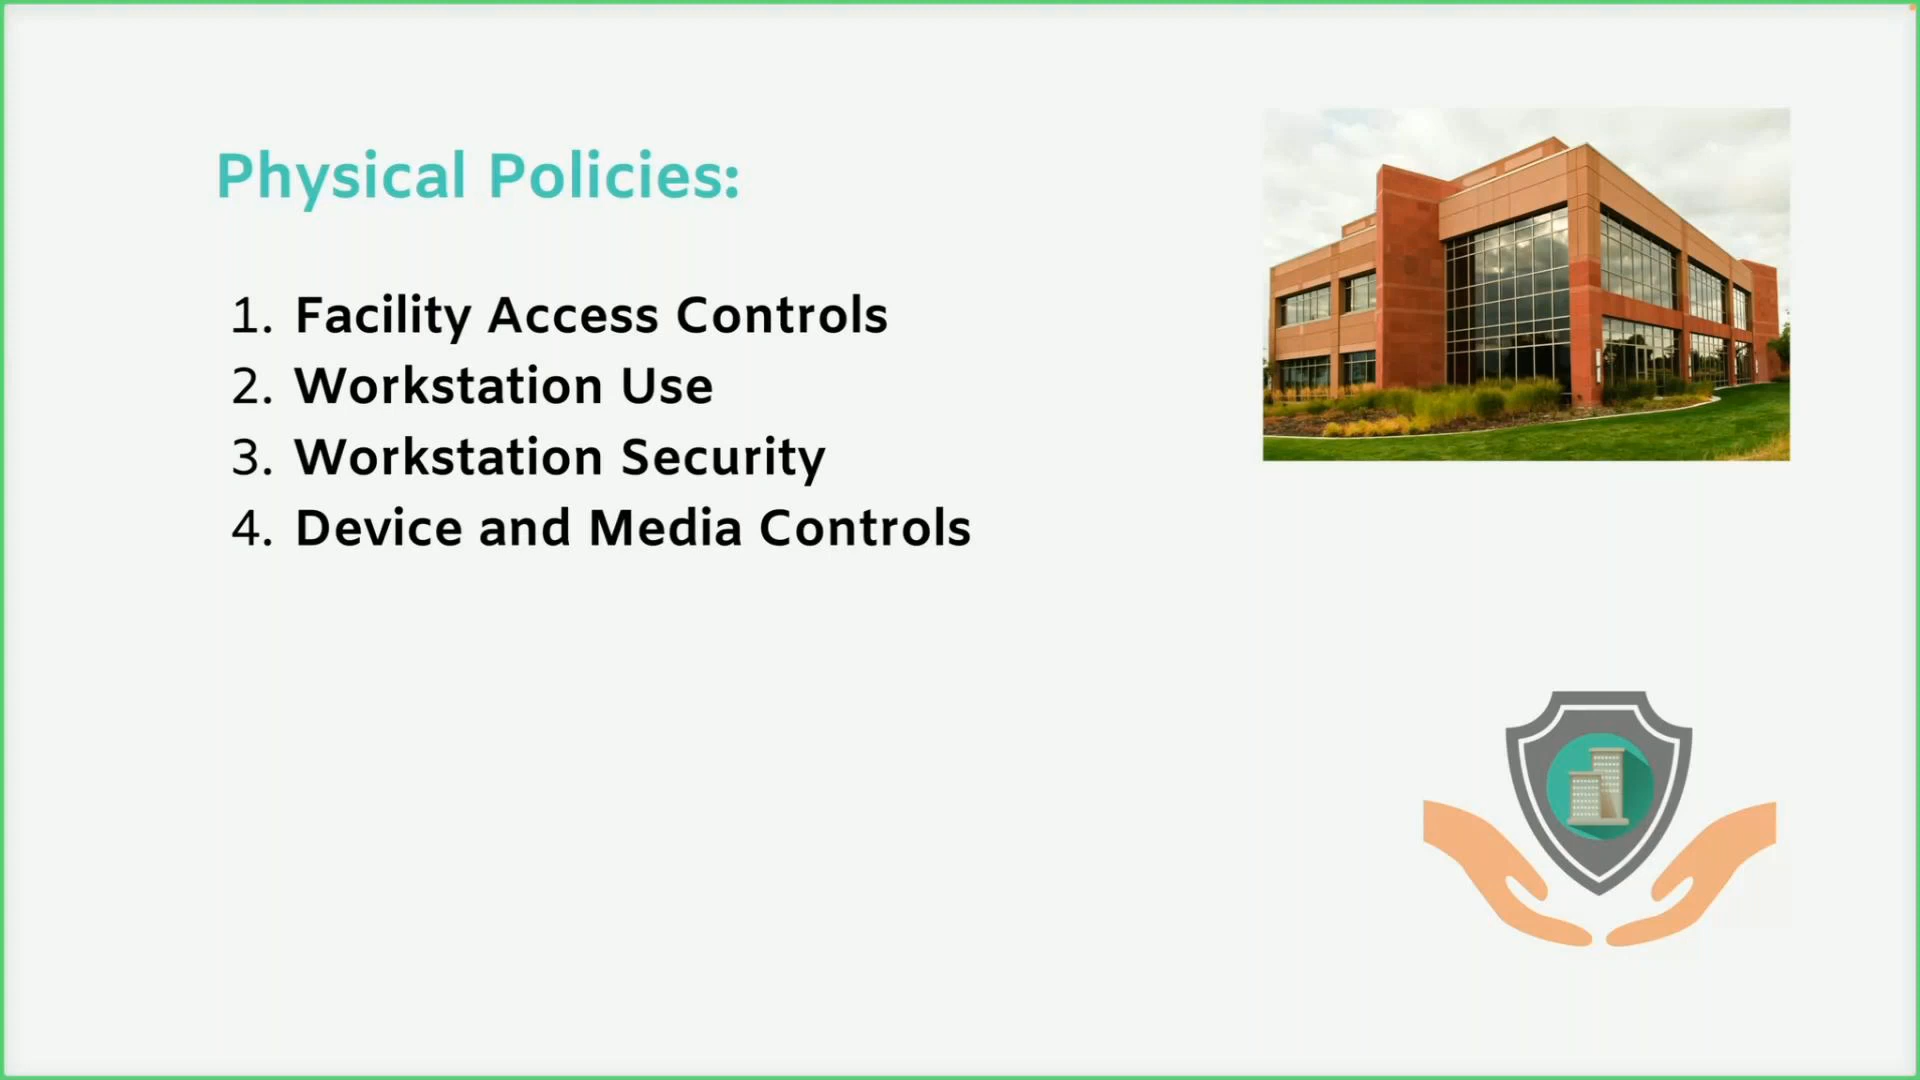 Physical Policies:
1. Facility Access Controls
2. Workstation Use
3. Workstation Security
4. Device and Media Controls